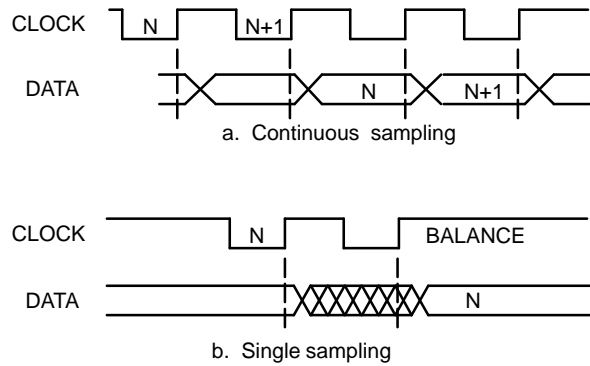 CLOCK N N+1
DATA N N+1
a. Continuous sampling
CLOCK N BALANCE
DATA N
b. Single sampling